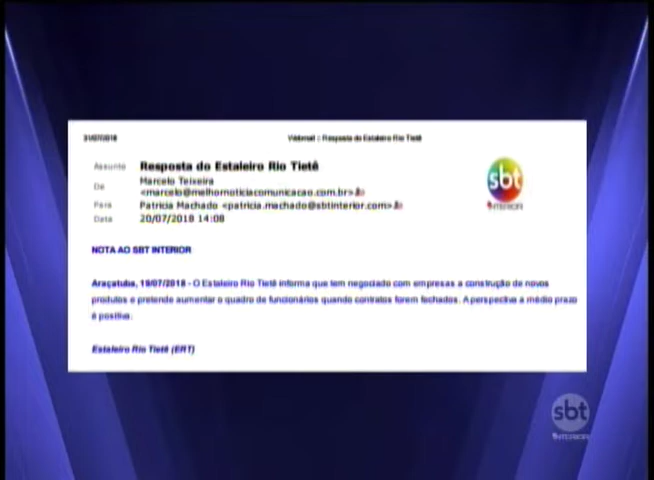 31/07/2018 Webmail :: Resposta do Estaleiro Rio Tietê
Assunto Resposta do Estaleiro Rio Tietê
De Marcelo Teixeira
<marcelo@melhornoticiacomunicacao.com.br>
Para Patricia Machado <patricia.machado@sbtinterior.com>
Data 20/07/2018 14:08
sbt
INTERIOR
NOTA AO SBT INTERIOR
Araçatuba, 19/07/2018 - O Estaleiro Rio Tietê informa que tem negociado com empresas a construção de novos
produtos e pretende aumentar o quadro de funcionários quando contratos forem fechados. A perspectiva a médio prazo
é positiva.
Estaleiro Rio Tietê (ERT)
sbt
INTERIOR